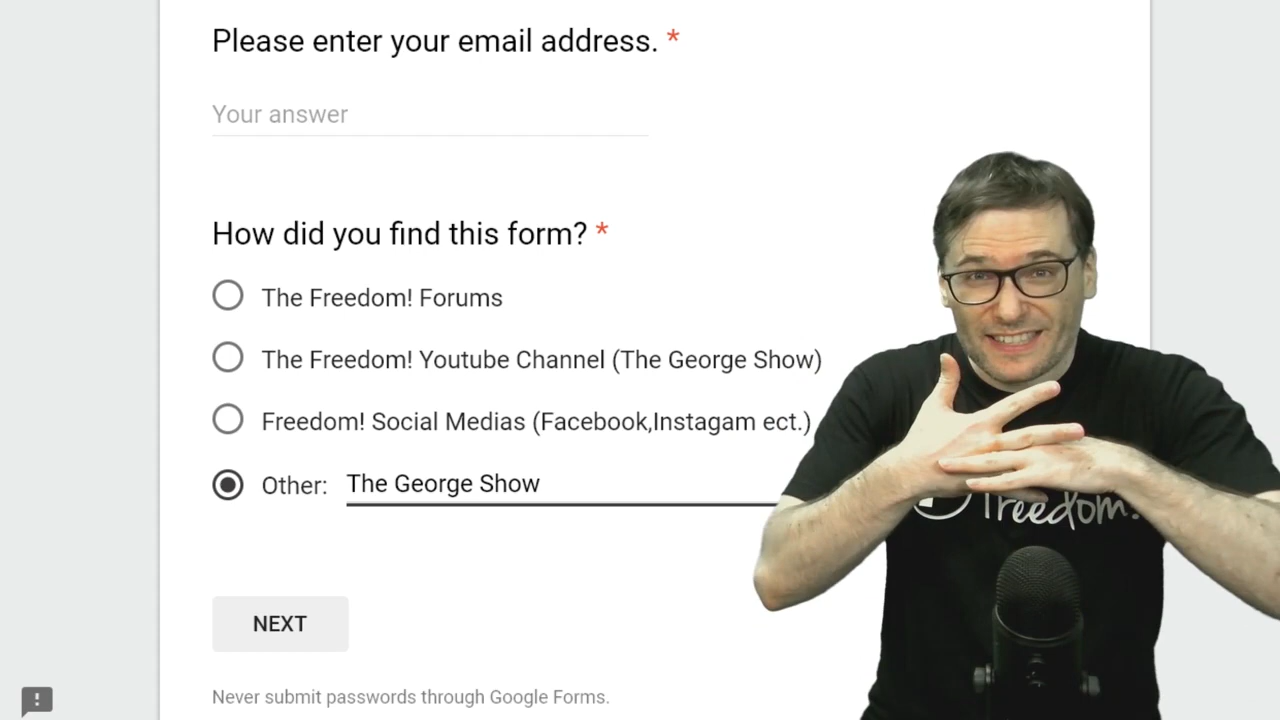 Please enter your email address. *
Your answer
How did you find this form? *
The Freedom! Forums
The Freedom! Youtube Channel (The George Show)
Freedom! Social Medias (Facebook,Instagam ect.)
Other: The George Show
freedom!
NEXT
Never submit passwords through Google Forms.